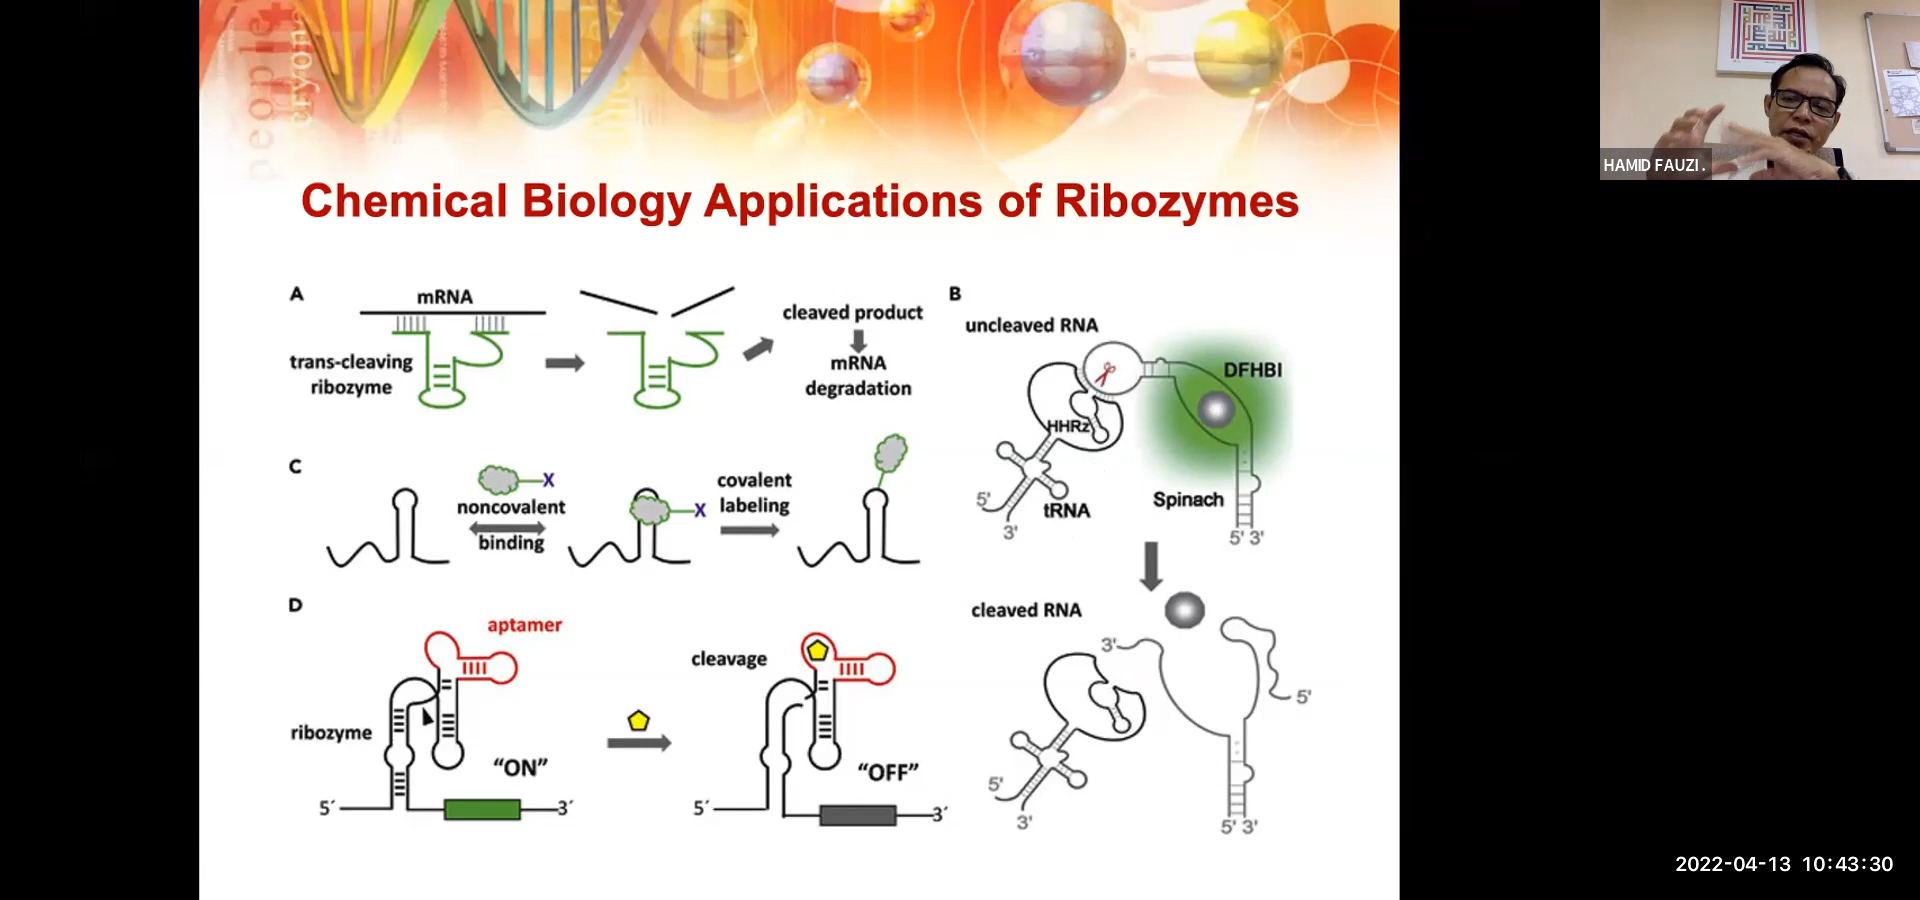 people
eryon
Chemical Biology Applications of Ribozymes
A
mRNA
trans-cleaving
ribozyme
cleaved product
mRNA
degradation
B
uncleaved RNA
DFHBI
HHRz
5'
3'
tRNA
Spinach
5' 3'
cleaved RNA
3'
5'
5'
3'
5' 3'
C
X
noncovalent
binding
X
covalent
labeling
D
aptamer
ribozyme
“ON”
5´
3´
cleavage
“OFF”
5´
3´
HAMID FAUZI .
2022-04-13 10:43:30